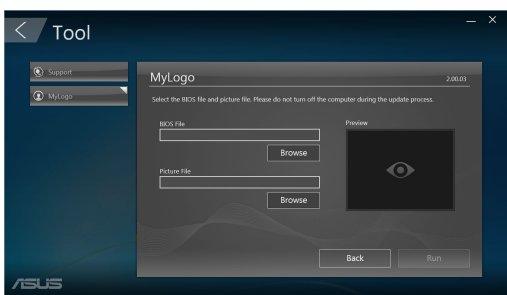 Tool
Support
MyLogo
MyLogo
2.00.03
Select the BIOS file and picture file. Please do not turn off the computer during the update process.
BIOS File
Browse
Picture File
Browse
Preview
Back
Run
ASUS